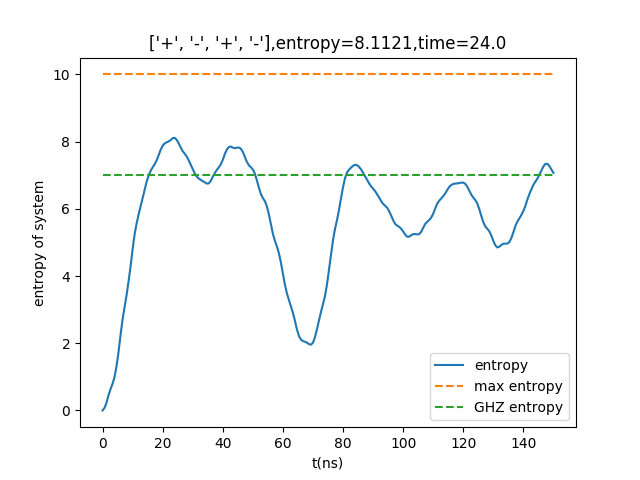 ['+', '-', '+', '-'],entropy=8.1121,time=24.0
entropy of system
10
8
6
4
2
0
0 20 40 60 80 100 120 140
t(ns)
entropy
max entropy
GHZ entropy